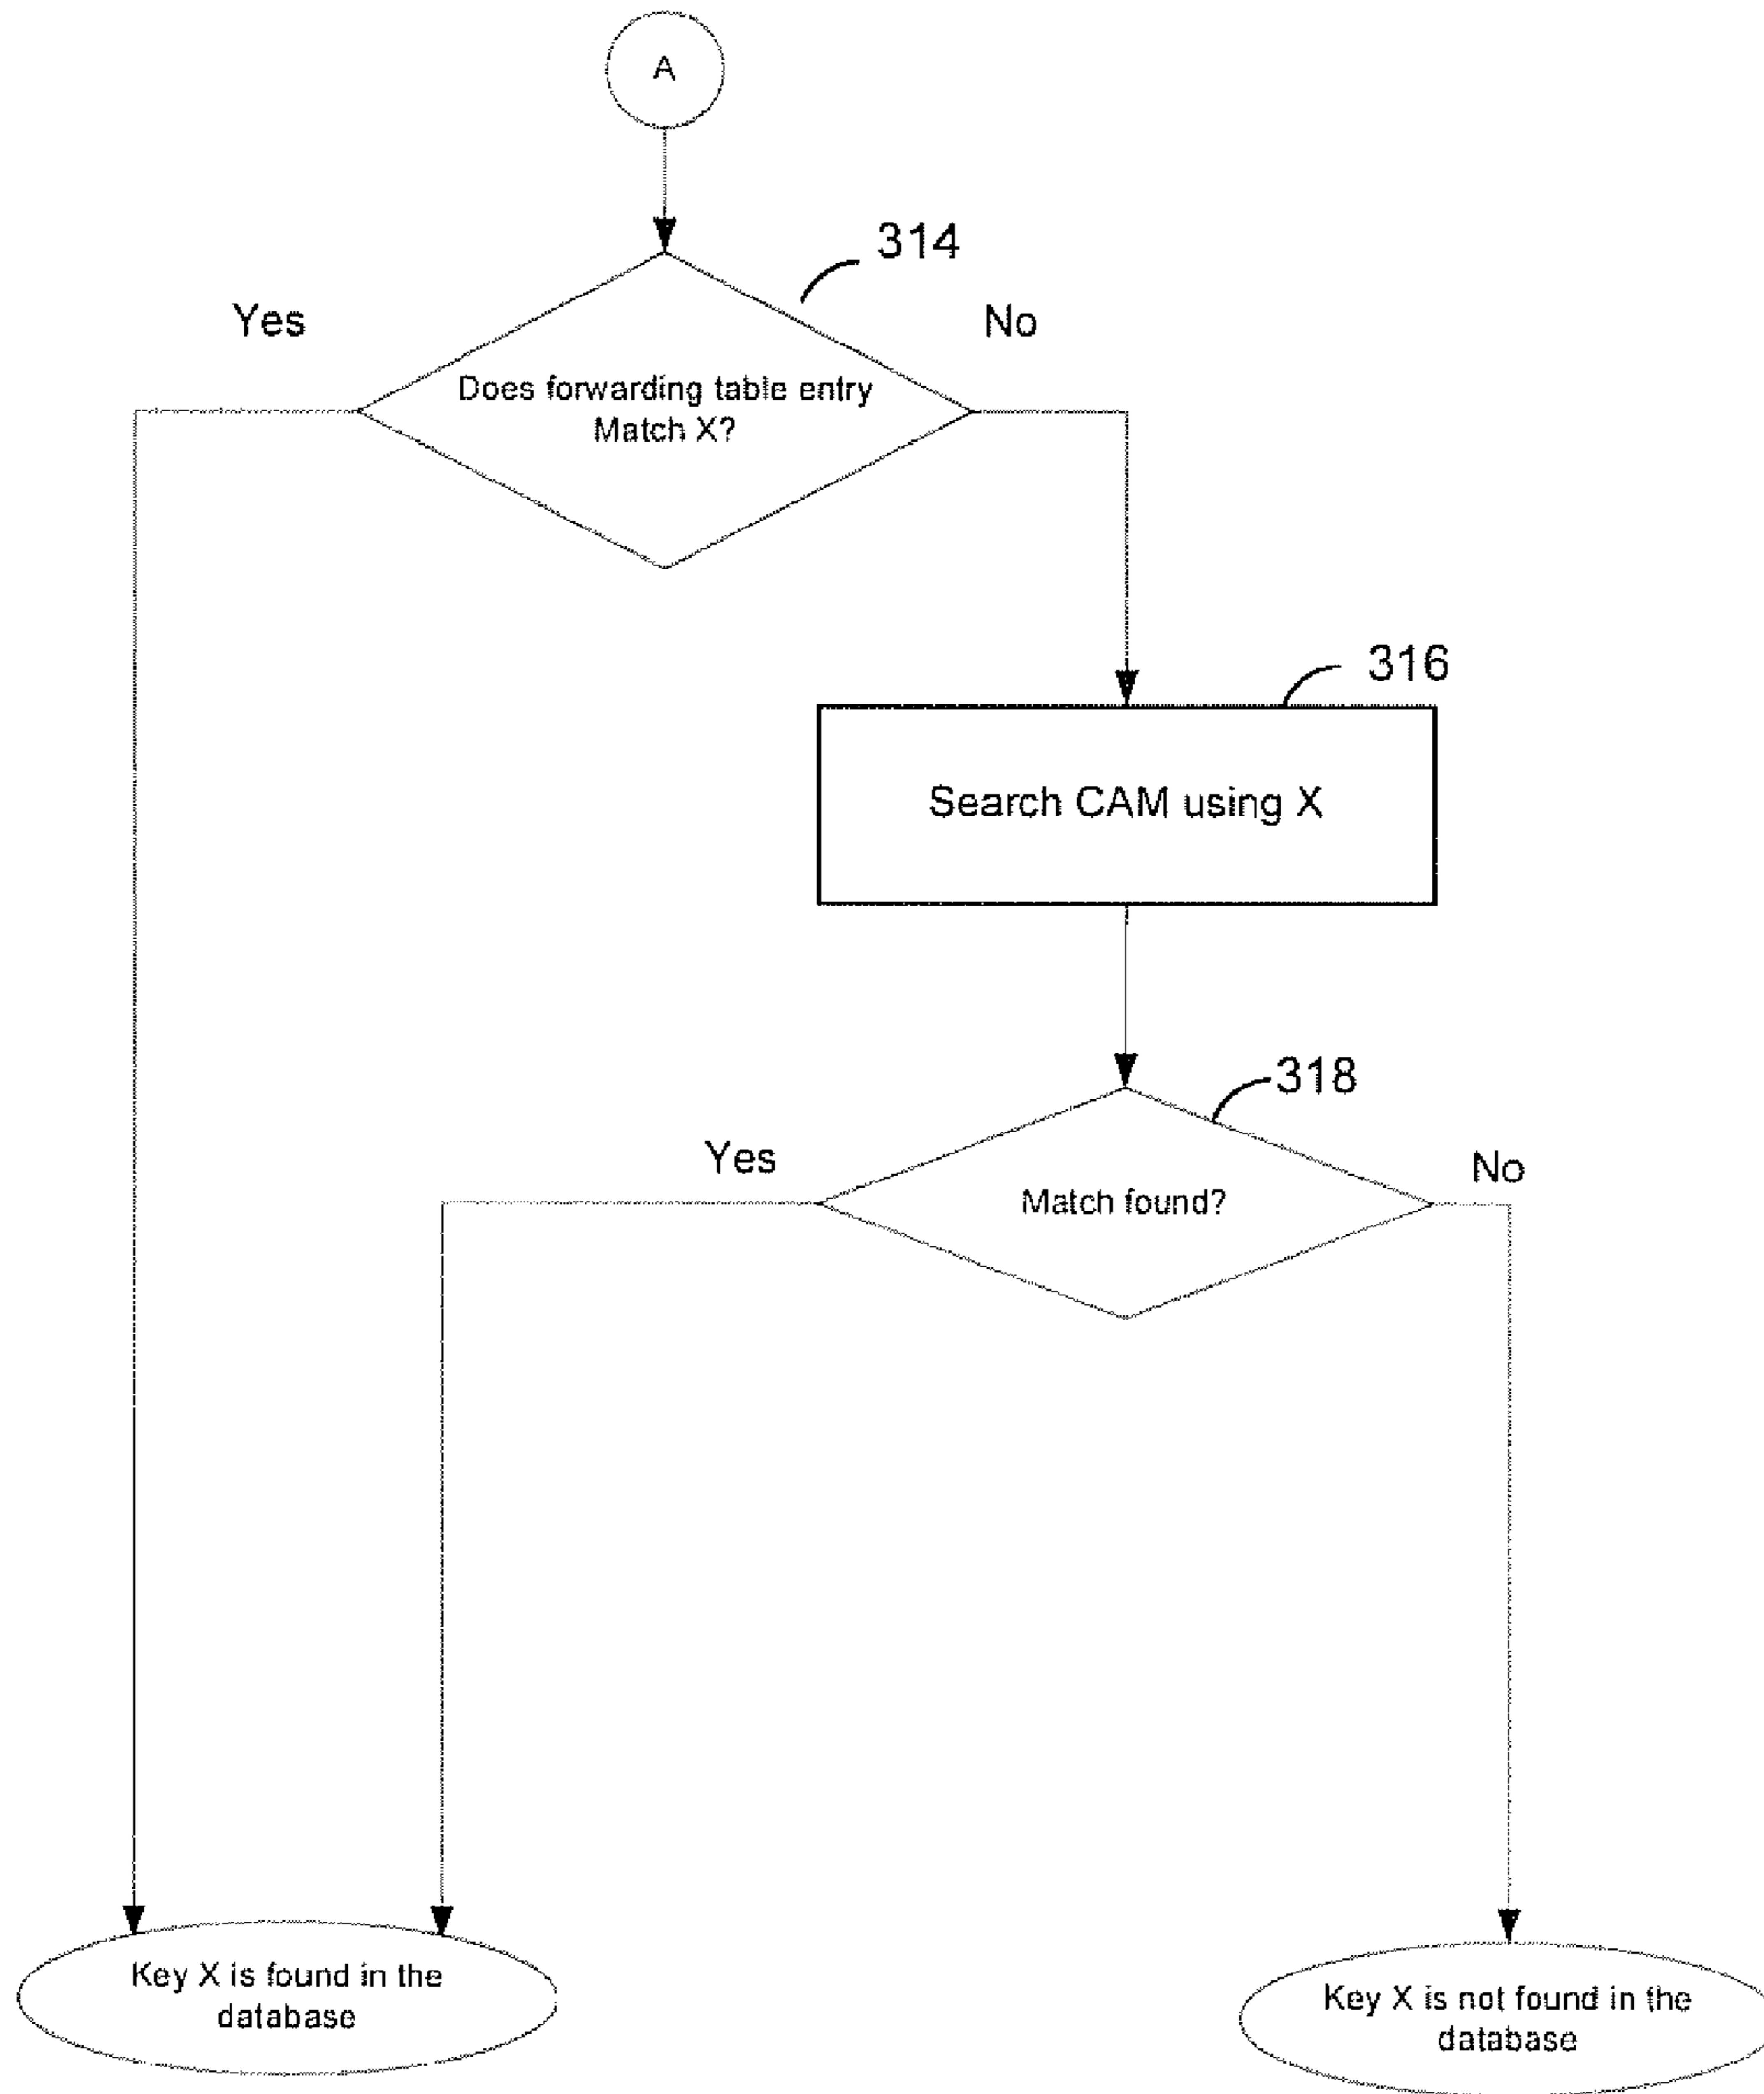 A
314
Yes
No
Does forwarding table entry
Match X?
316
Search CAM using X
318
Yes
No
Match found?
Key X is found in the
database
Key X is not found in the
database